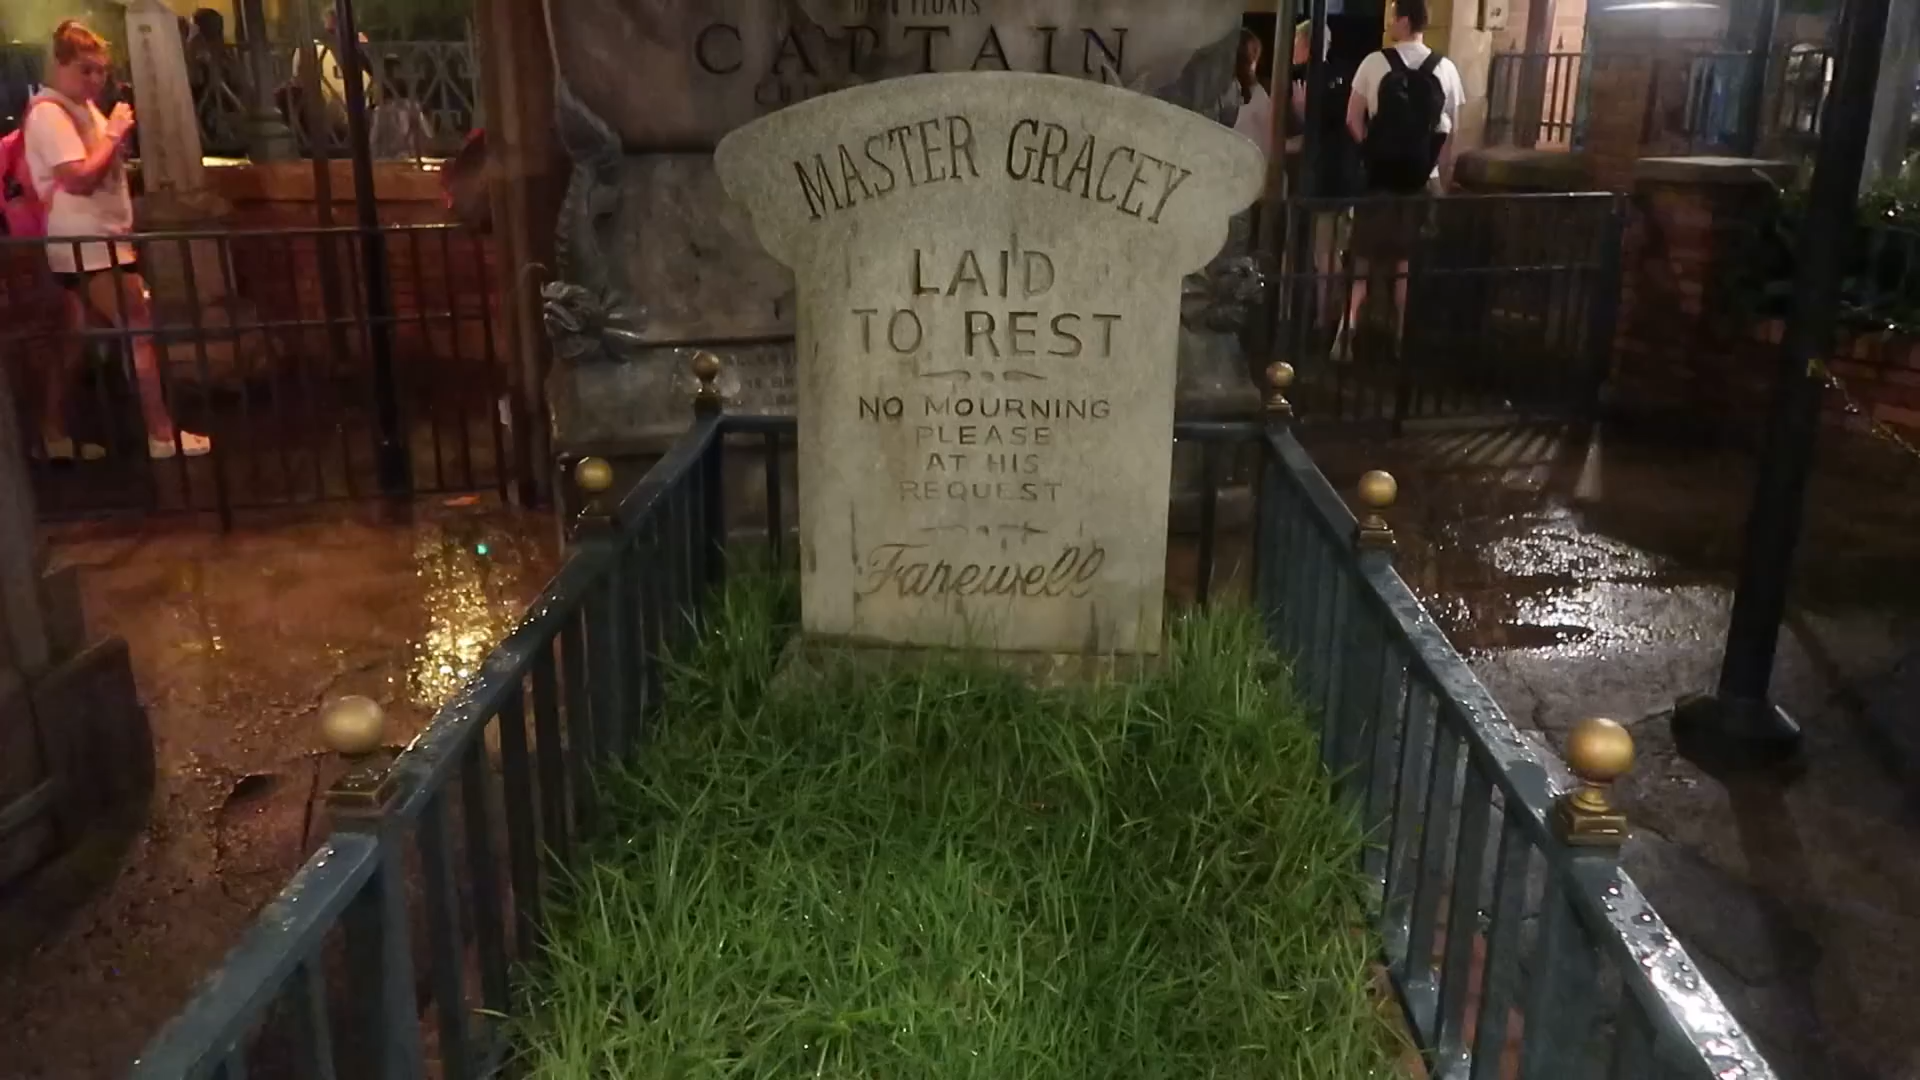 CAPTAIN
MASTER GRACEY
LAID
TO REST
NO MOURNING
PLEASE
AT HIS
REQUEST
Farewell